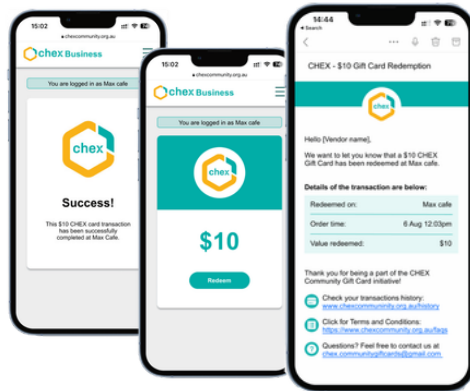 15:02
chexcommunity.org.au
chex Business
You are logged in as Max cafe
chex
Success!
This $10 CHEX card transaction
has been successfully
completed at Max Cafe.
15:02
chexcommunity.org.au
chex Business
You are logged in as Max cafe
chex
$10
Redeem
14:44
Search
CHEX - $10 Gift Card Redemption
chex
Hello [Vendor name],
We want to let you know that a $10 CHEX
Gift Card has been redeemed at Max cafe.
Details of the transaction are below:
Redeemed on: Max cafe
Order time: 6 Aug 12.03pm
Value redeemed: $10
Thank you for being a part of the CHEX
Community Gift Card initiative!
Check your transactions history:
www.chexcommuninity.org.au/history
Click for Terms and Conditions:
https://www.chexcommunity.org.au/faqs
Questions? Feel free to contact us at
chex.communitygiftcards@gmail.com